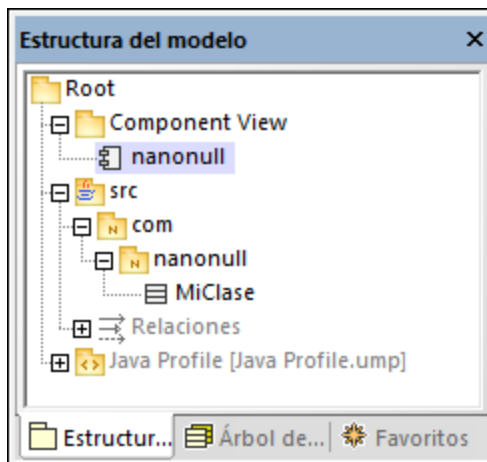 Estructura del modelo
Root
Component View
nanonull
src
com
nanonull
MiClase
Relaciones
Java Profile [Java Profile.ump]
Estructur... Árbol de... Favoritos